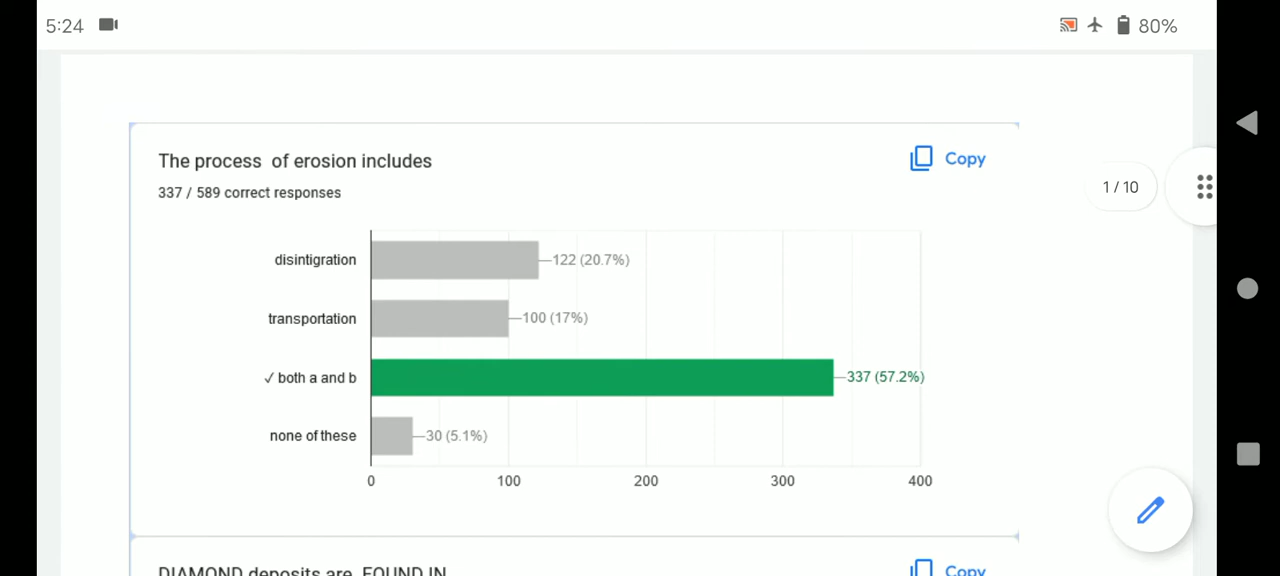 5:24
80%
The process of erosion includes
Copy
337 / 589 correct responses
1 / 10
disintigration
122 (20.7%)
transportation
100 (17%)
✓ both a and b
337 (57.2%)
none of these
30 (5.1%)
0 100 200 300 400
DIAMOND deposits are FOUND IN
Copy